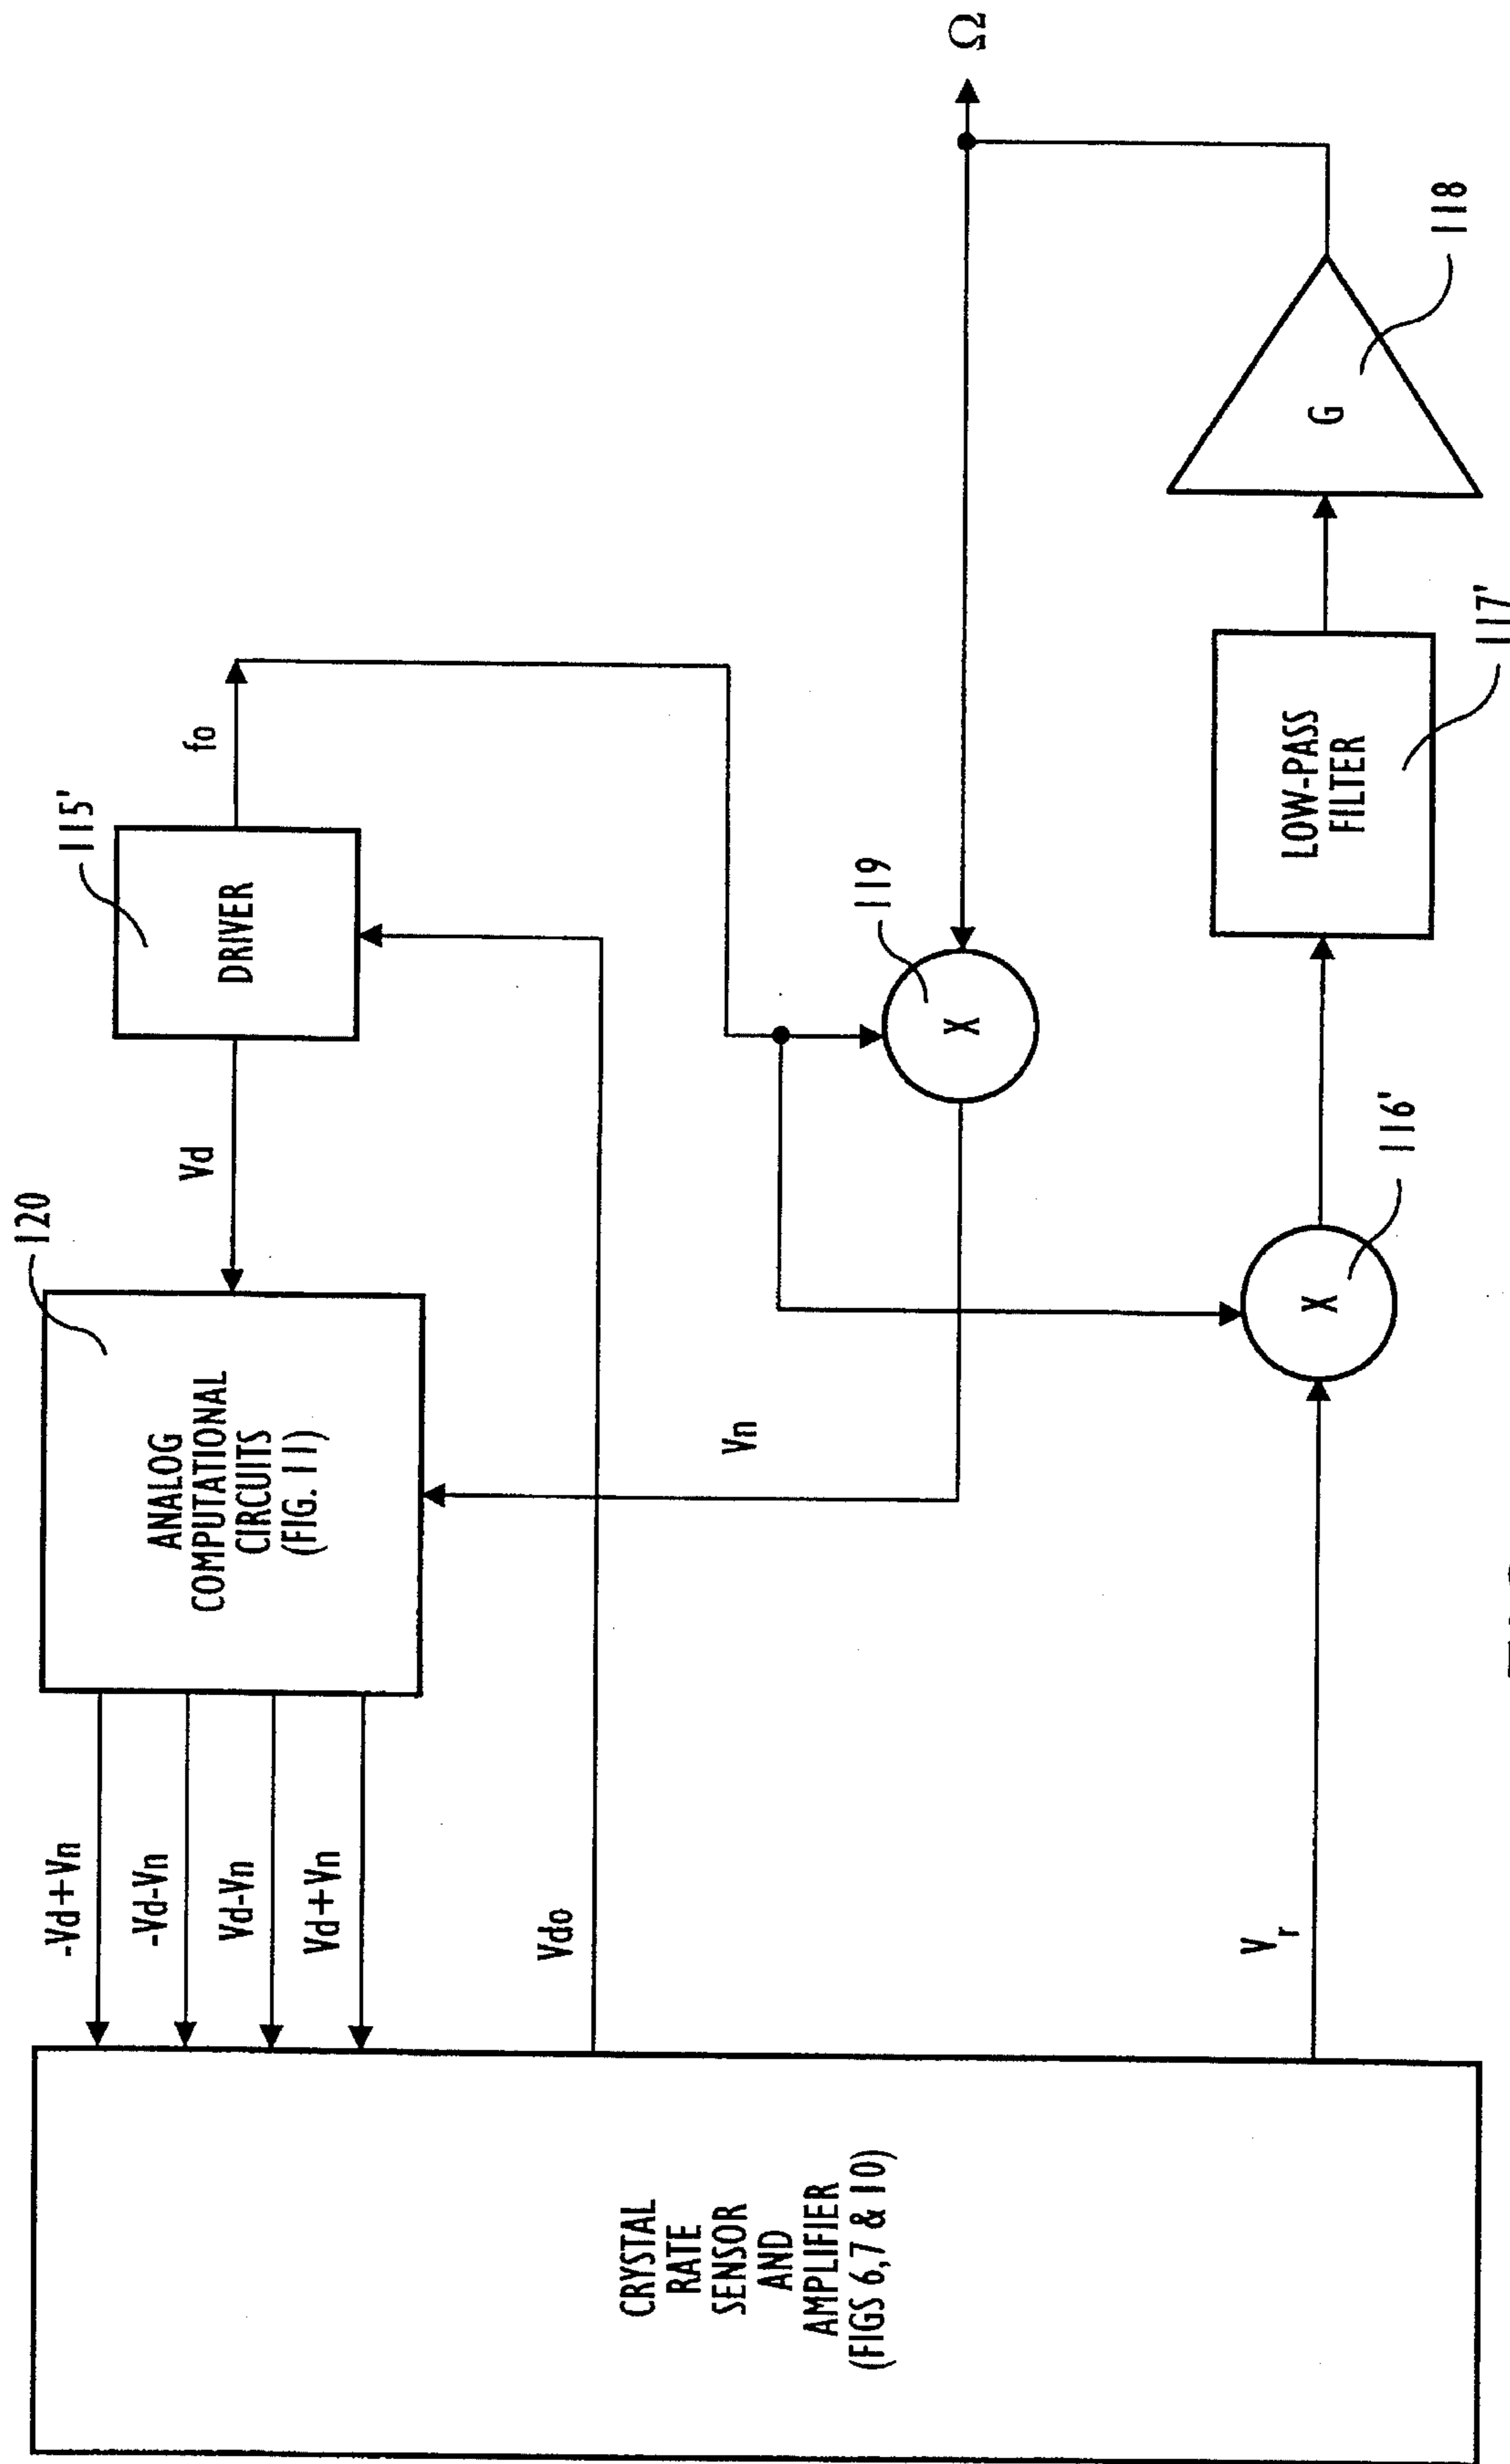 CRYSTAL
RATE
SENSOR
AND
AMPLIFIER
(FIGS 6,7 & 10)
-Vd+Vn
-Vd-Vn
Vd-Vn
Vd+Vn
Vdo
Vr
120
ANALOG
COMPUTATIONAL
CIRCUITS
(FIG. 11)
Vd
Vn
115'
DRIVER
fo
119
X
116'
X
LOW-PASS
FILTER
117'
G
118
Ω